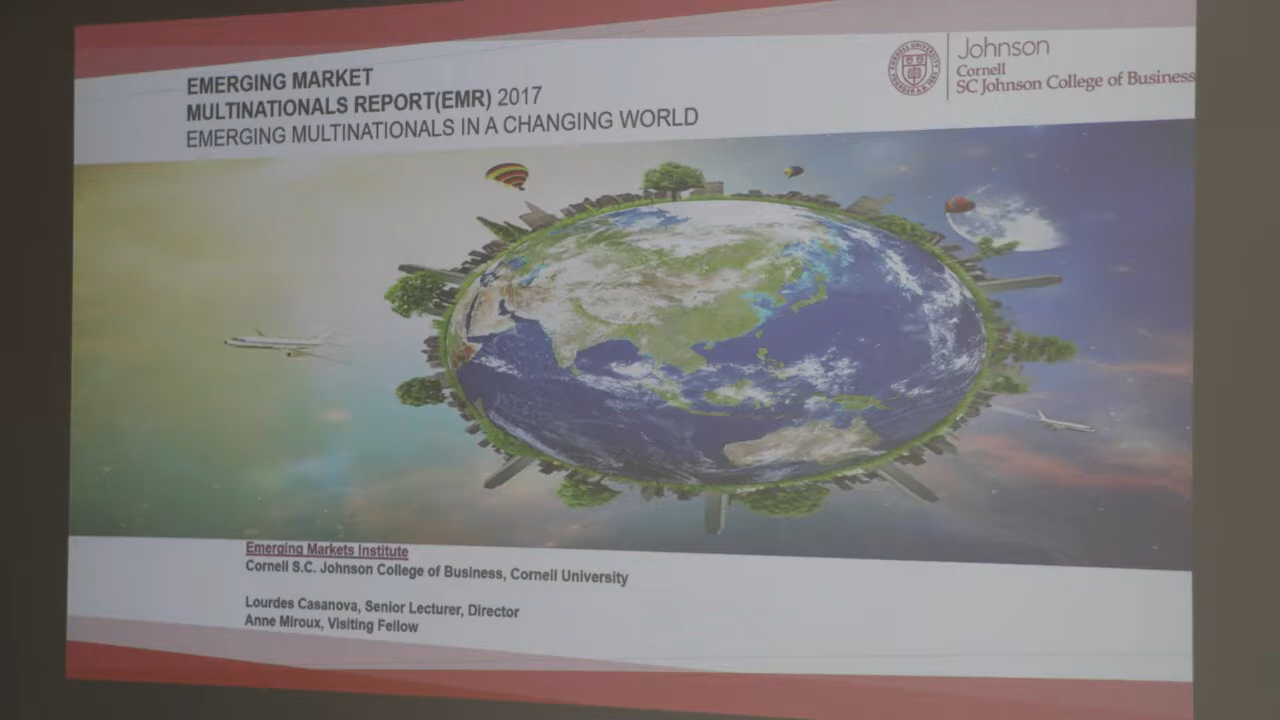 EMERGING MARKET
MULTINATIONALS REPORT(EMR) 2017
EMERGING MULTINATIONALS IN A CHANGING WORLD
Johnson
Cornell
SC Johnson College of Business
Emerging Markets Institute
Cornell S.C. Johnson College of Business, Cornell University
Lourdes Casanova, Senior Lecturer, Director
Anne Miroux, Visiting Fellow